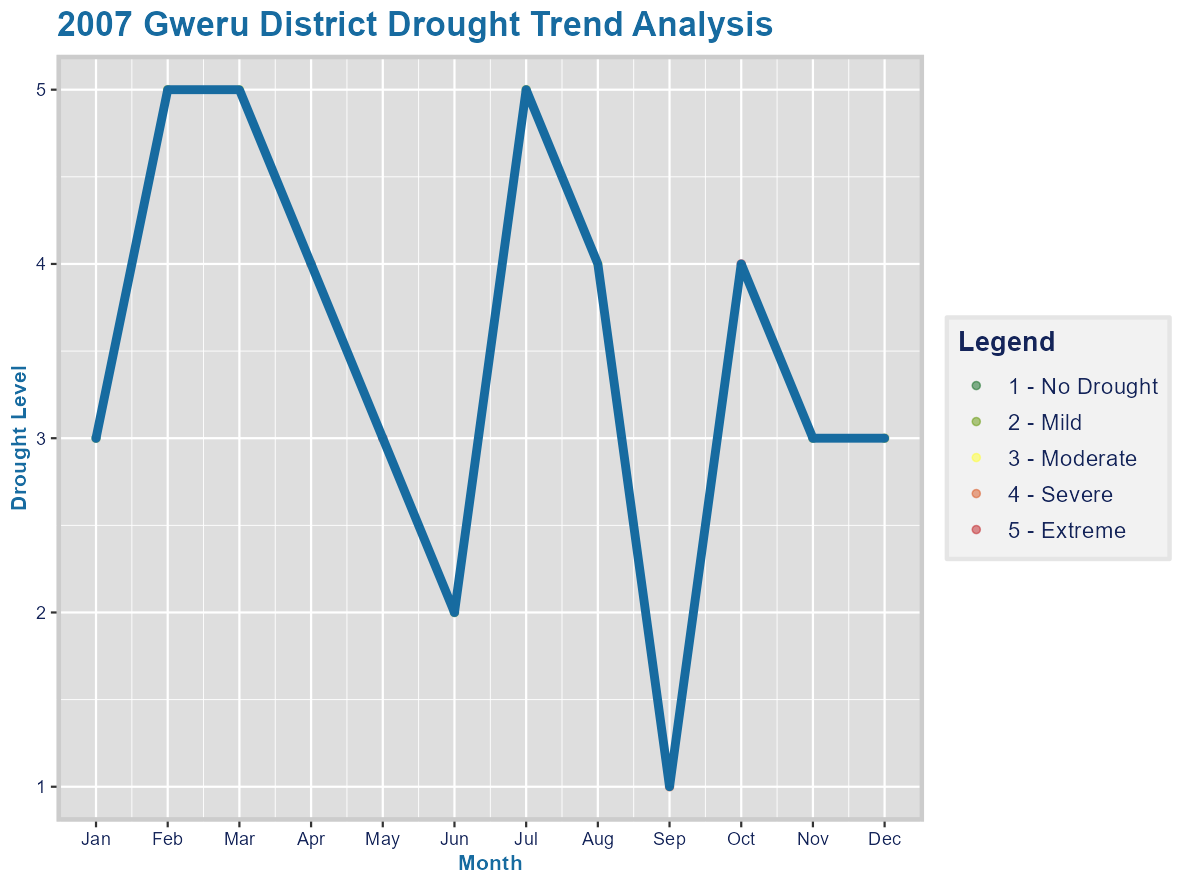 2007 Gweru District Drought Trend Analysis
Drought Level
5
4
3
2
1
Jan Feb Mar Apr May Jun Jul Aug Sep Oct Nov Dec
Month
Legend
1 - No Drought
2 - Mild
3 - Moderate
4 - Severe
5 - Extreme